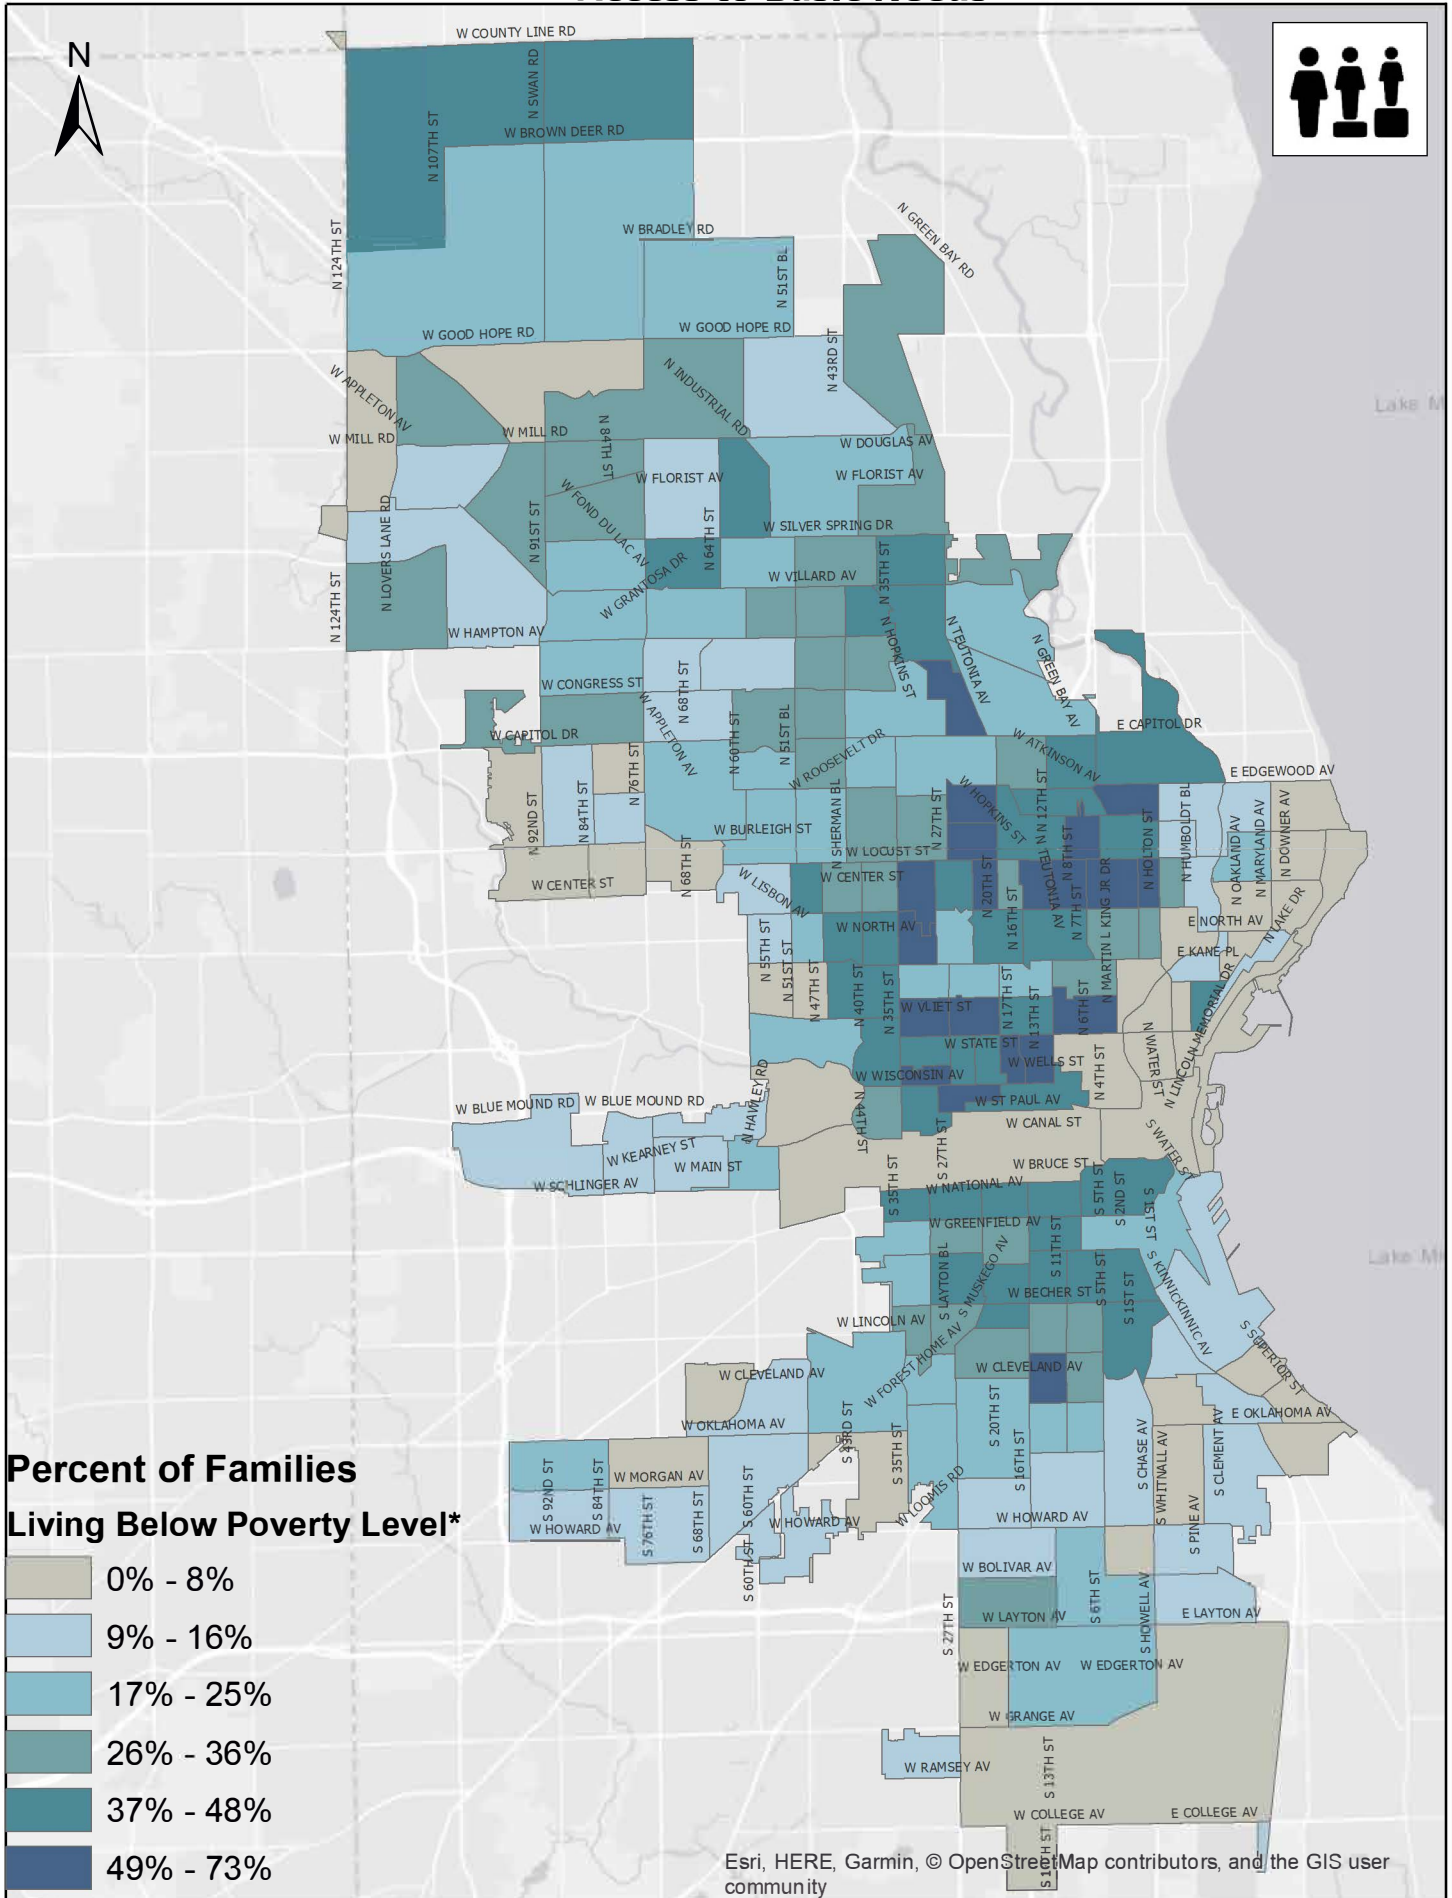 Access to Basic Needs
W COUNTY LINE RD
N
N SWAN RD
N 107TH ST
W BROWN DEER RD
N 124TH ST
W BRADLEY RD
N GREEN BAY RD
N 51ST BL
W GOOD HOPE RD
W GOOD HOPE RD
N 43RD ST
W APPLETON AV
N INDUSTRIAL RD
Lake M
W MILL RD
W MILL RD
N 84TH ST
W DOUGLAS AV
W FLORIST AV
W FLORIST AV
N LOVERS LANE RD
N 91ST ST
W FOND DU LAC AV
N 64TH ST
W SILVER SPRING DR
N 124TH ST
W GRANTOSA DR
W VILLARD AV
N 35TH ST
W HAMPTON AV
N HOPKINS ST
N TEUTONIA AV
N GREEN BAY AV
W CONGRESS ST
N 68TH ST
W APPLETON AV
N 60TH ST
N 51ST BL
E CAPITOL DR
W CAPITOL DR
W ROOSEVELT DR
W ATKINSON AV
E EDGEWOOD AV
N 76TH ST
N 92ND ST
N 84TH ST
W BURLEIGH ST
N SHERMAN BL
N 27TH ST
W HOPKINS ST
N 12TH ST
N 8TH ST
N HOLTON ST
N HUMBOLDT BL
N OAKLAND AV
N MARYLAND AV
N DOWNER AV
W LOCUST ST
W CENTER ST
N 68TH ST
W LISBON AV
W CENTER ST
N 20TH ST
N 16TH ST
N TEUTONIA AV
N 7TH ST
N MARTIN L KING JR DR
E NORTH AV
N LAKE DR
W NORTH AV
E KANE PL
N 55TH ST
N 51ST ST
N 47TH ST
N 40TH ST
N 35TH ST
W VLIET ST
N 17TH ST
N 13TH ST
N 6TH ST
N LINCOLN MEMORIAL DR
W STATE ST
W WELLS ST
N 4TH ST
N WATER ST
W WISCONSIN AV
W ST PAUL AV
W BLUE MOUND RD
W BLUE MOUND RD
N HAWLEY RD
N 44TH ST
W CANAL ST
S WATER ST
W KEARNEY ST
W MAIN ST
W SCHLINGER AV
S 27TH ST
S 35TH ST
W BRUCE ST
W NATIONAL AV
S 5TH ST
S 2ND ST
S 1ST ST
W GREENFIELD AV
S 11TH ST
S LAYTON BL
S MUSKEGO AV
W BECHER ST
S 5TH ST
S 1ST ST
S KINNICKINNIC AV
Lake Mi
W LINCOLN AV
W FOREST HOME AV
S SUPERIOR ST
W CLEVELAND AV
W CLEVELAND AV
W OKLAHOMA AV
S 43RD ST
S 35TH ST
S 20TH ST
S 16TH ST
S CHASE AV
S WHITNALL AV
S CLEMENT AV
E OKLAHOMA AV
Percent of Families
Living Below Poverty Level*
S 92ND ST
S 84TH ST
W MORGAN AV
W HOWARD AV
S 76TH ST
S 68TH ST
S 60TH ST
W HOWARD AV
W LOOMIS RD
W HOWARD AV
S PINE AV
S 60TH ST
W BOLIVAR AV
S 27TH ST
W LAYTON AV
S 6TH ST
S HOWELL AV
E LAYTON AV
W EDGERTON AV
W EDGERTON AV
W GRANGE AV
W RAMSEY AV
S 13TH ST
W COLLEGE AV
E COLLEGE AV
0% - 8%
9% - 16%
17% - 25%
26% - 36%
37% - 48%
49% - 73%
Esri, HERE, Garmin, © OpenStreetMap contributors, and the GIS user
community